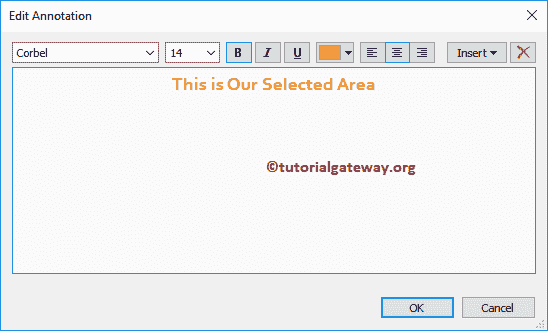 Edit Annotation
Corbel 14 B I U Insert
This is Our Selected Area
©tutorialgateway.org
OK Cancel